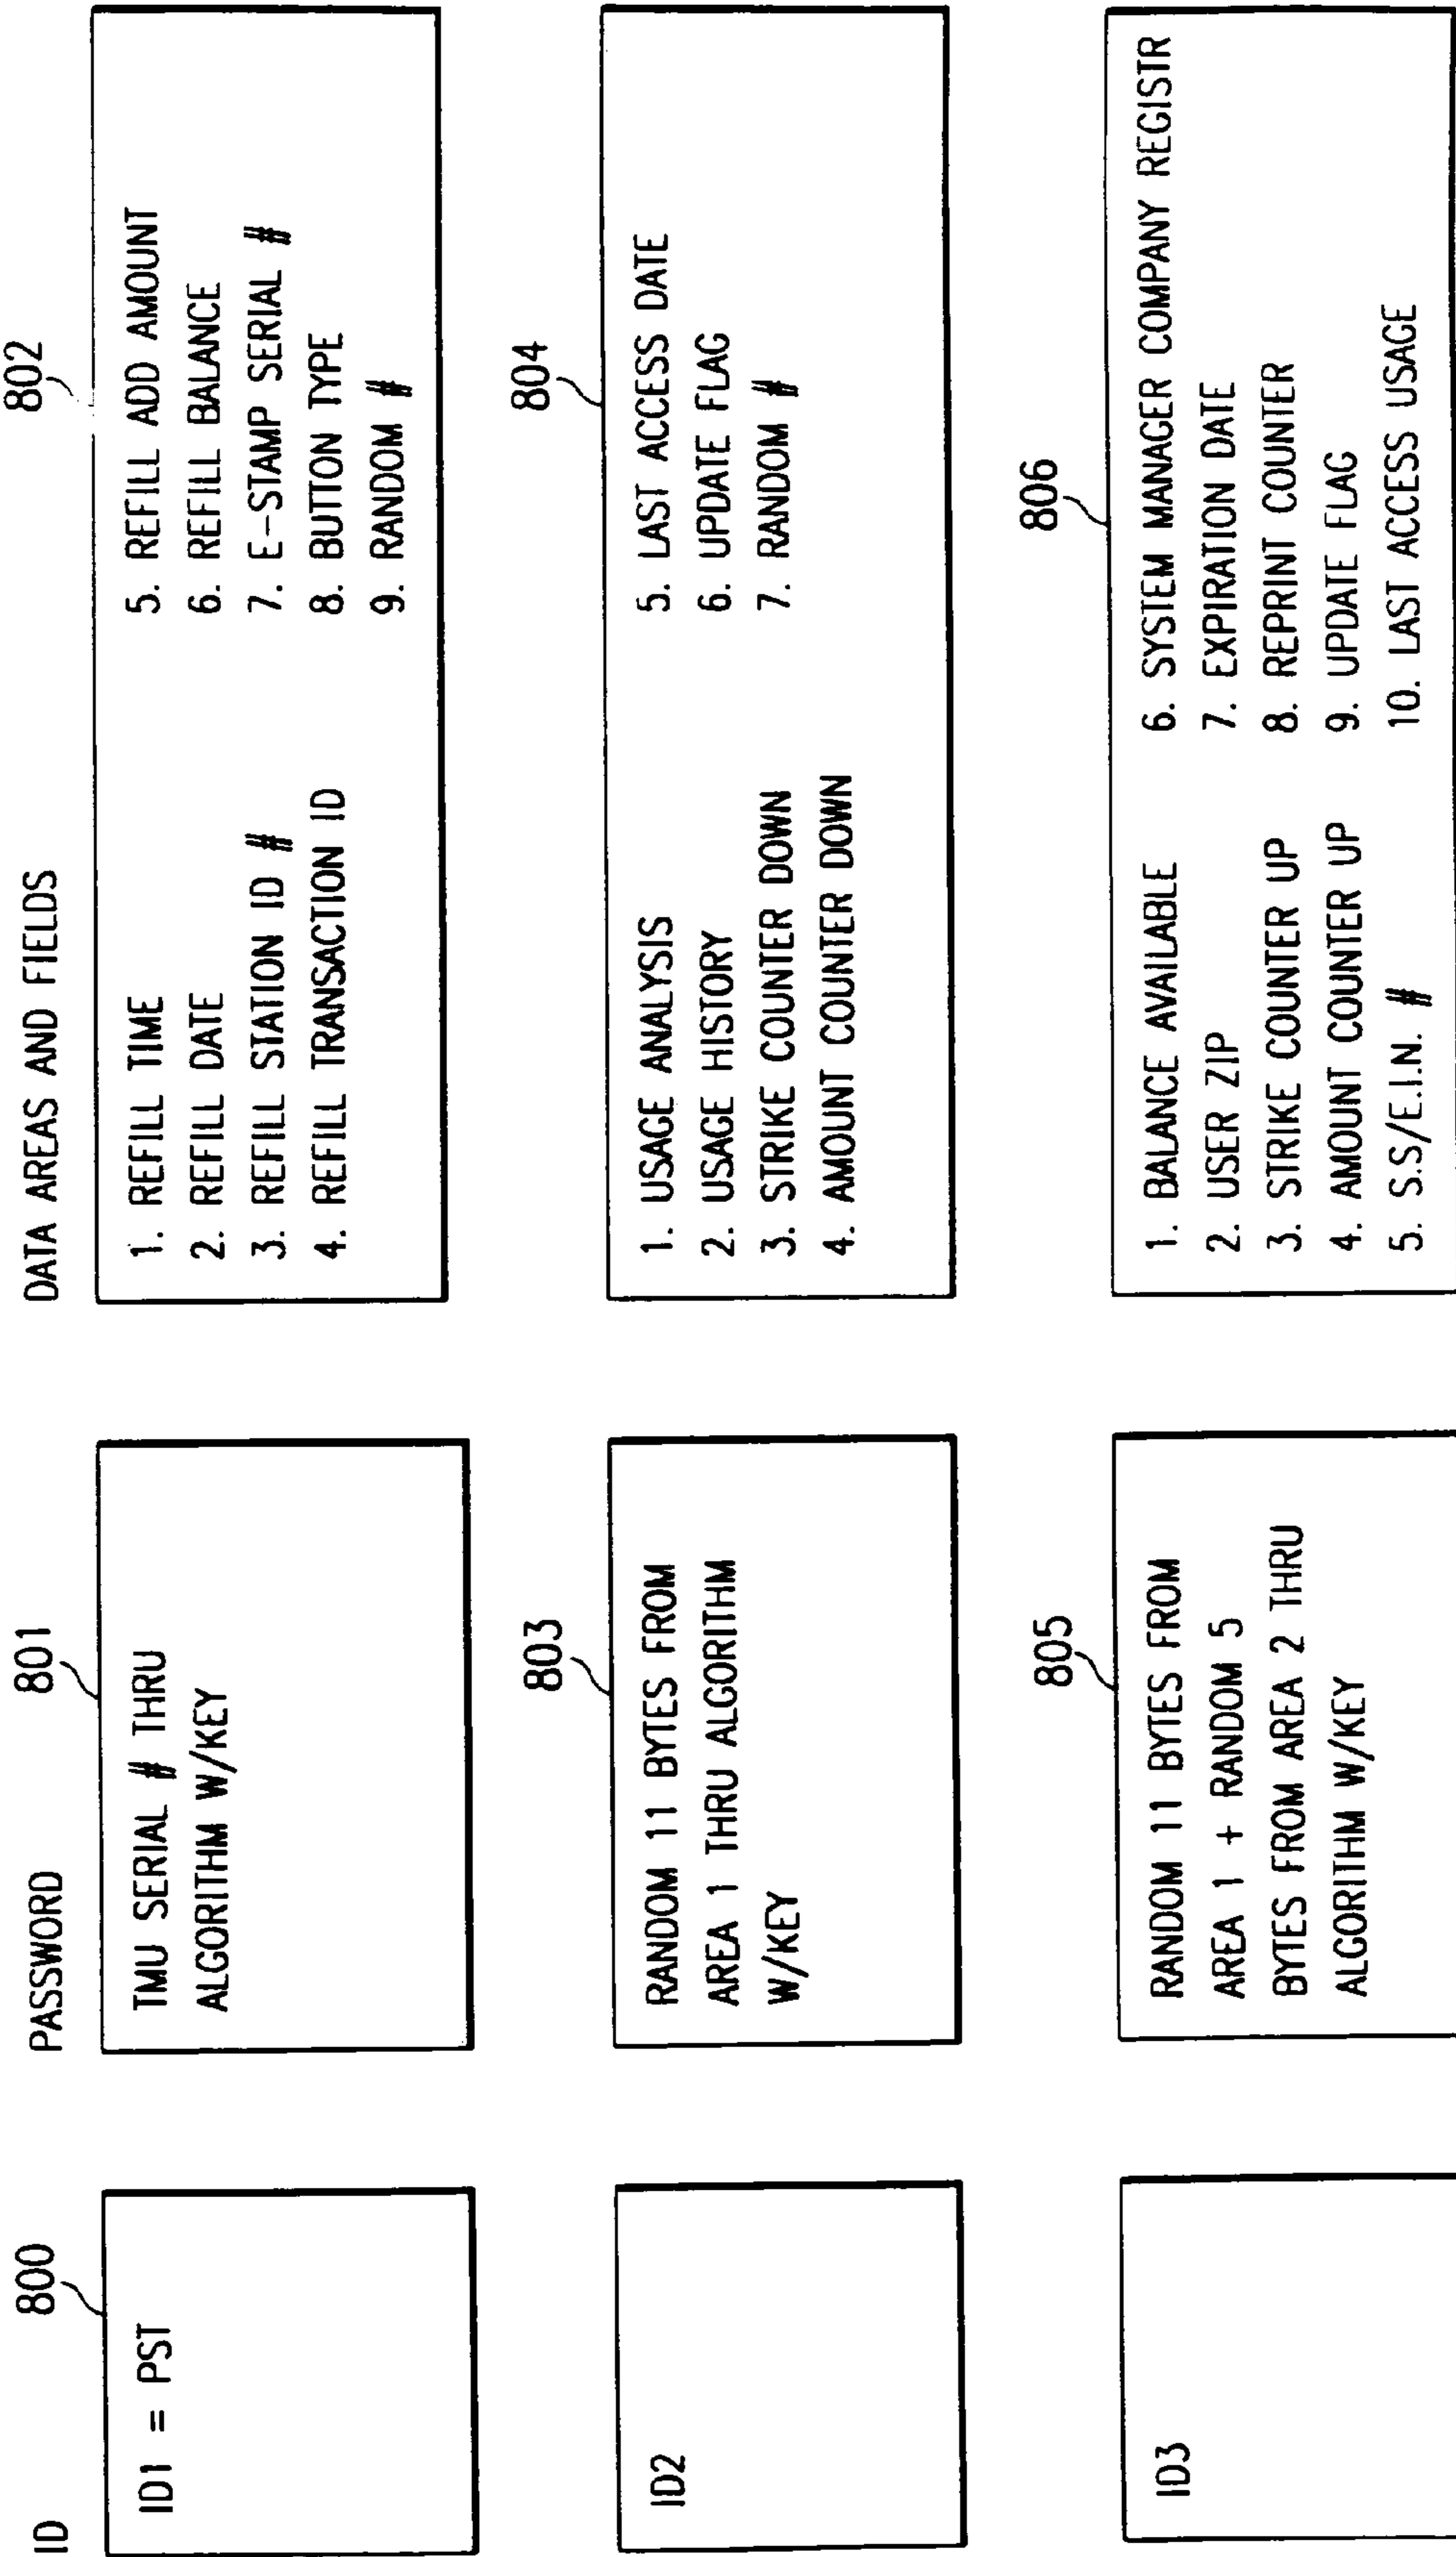 ID
PASSWORD
DATA AREAS AND FIELDS
800
ID1 = PST
801
TMU SERIAL # THRU
ALGORITHM W/KEY
802
1. REFILL TIME
2. REFILL DATE
3. REFILL STATION ID #
4. REFILL TRANSACTION ID
5. REFILL ADD AMOUNT
6. REFILL BALANCE
7. E-STAMP SERIAL #
8. BUTTON TYPE
9. RANDOM #
ID2
803
RANDOM 11 BYTES FROM
AREA 1 THRU ALGORITHM
W/KEY
804
1. USAGE ANALYSIS
2. USAGE HISTORY
3. STRIKE COUNTER DOWN
4. AMOUNT COUNTER DOWN
5. LAST ACCESS DATE
6. UPDATE FLAG
7. RANDOM #
ID3
805
RANDOM 11 BYTES FROM
AREA 1 + RANDOM 5
BYTES FROM AREA 2 THRU
ALGORITHM W/KEY
806
1. BALANCE AVAILABLE
2. USER ZIP
3. STRIKE COUNTER UP
4. AMOUNT COUNTER UP
5. S.S/E.I.N. #
6. SYSTEM MANAGER COMPANY REGISTR
7. EXPIRATION DATE
8. REPRINT COUNTER
9. UPDATE FLAG
10. LAST ACCESS USAGE